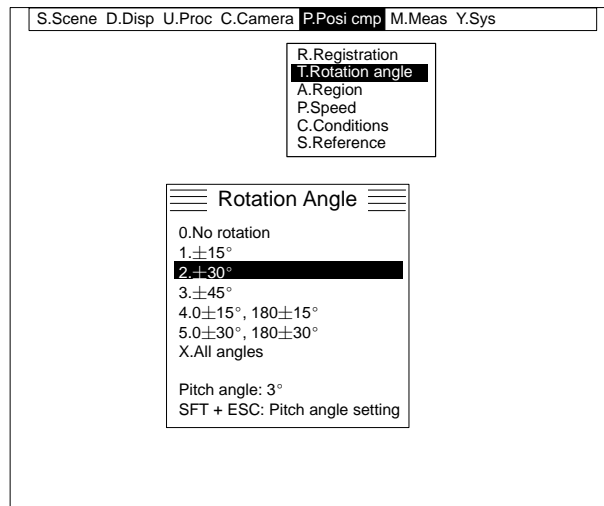 S.Scene D.Disp U.Proc C.Camera P.Posi cmp M.Meas Y.Sys
R.Registration
T.Rotation angle
A.Region
P.Speed
C.Conditions
S.Reference
Rotation Angle
0.No rotation
1.±15°
2.±30°
3.±45°
4.0±15°, 180±15°
5.0±30°, 180±30°
X.All angles
Pitch angle: 3°
SFT + ESC: Pitch angle setting